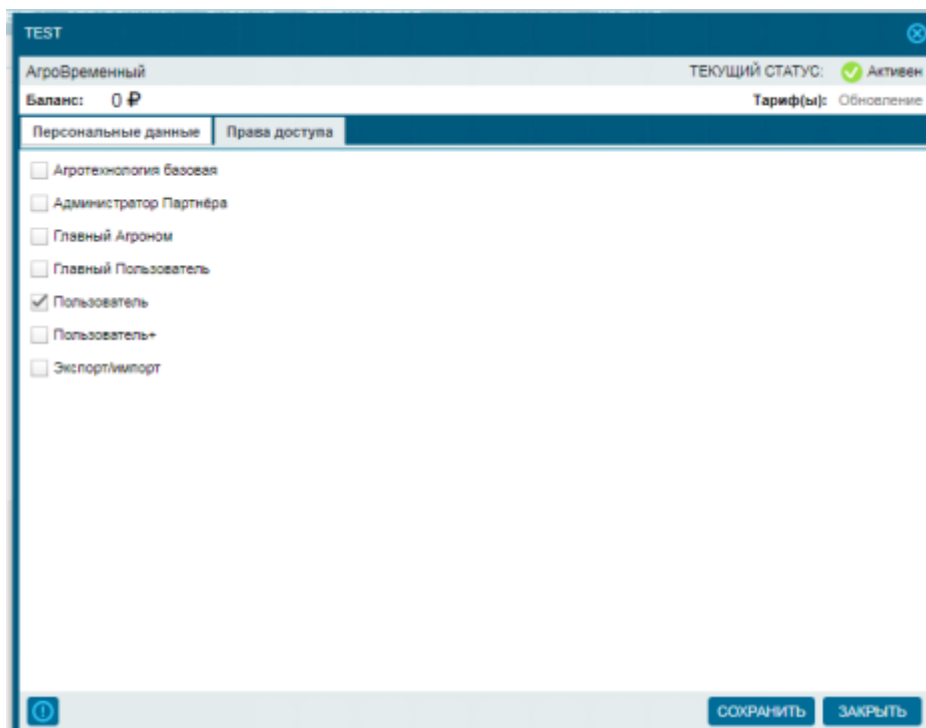 TEST
АгроВременный ТЕКУЩИЙ СТАТУС: Активен
Баланс: 0 ₽ Тариф(ы): Обновление
Персональные данные Права доступа
Агротехнология базовая
Администратор Партнёра
Главный Агроном
Главный Пользователь
Пользователь
Пользователь+
Экспорт/импорт
СОХРАНИТЬ ЗАКРЫТЬ